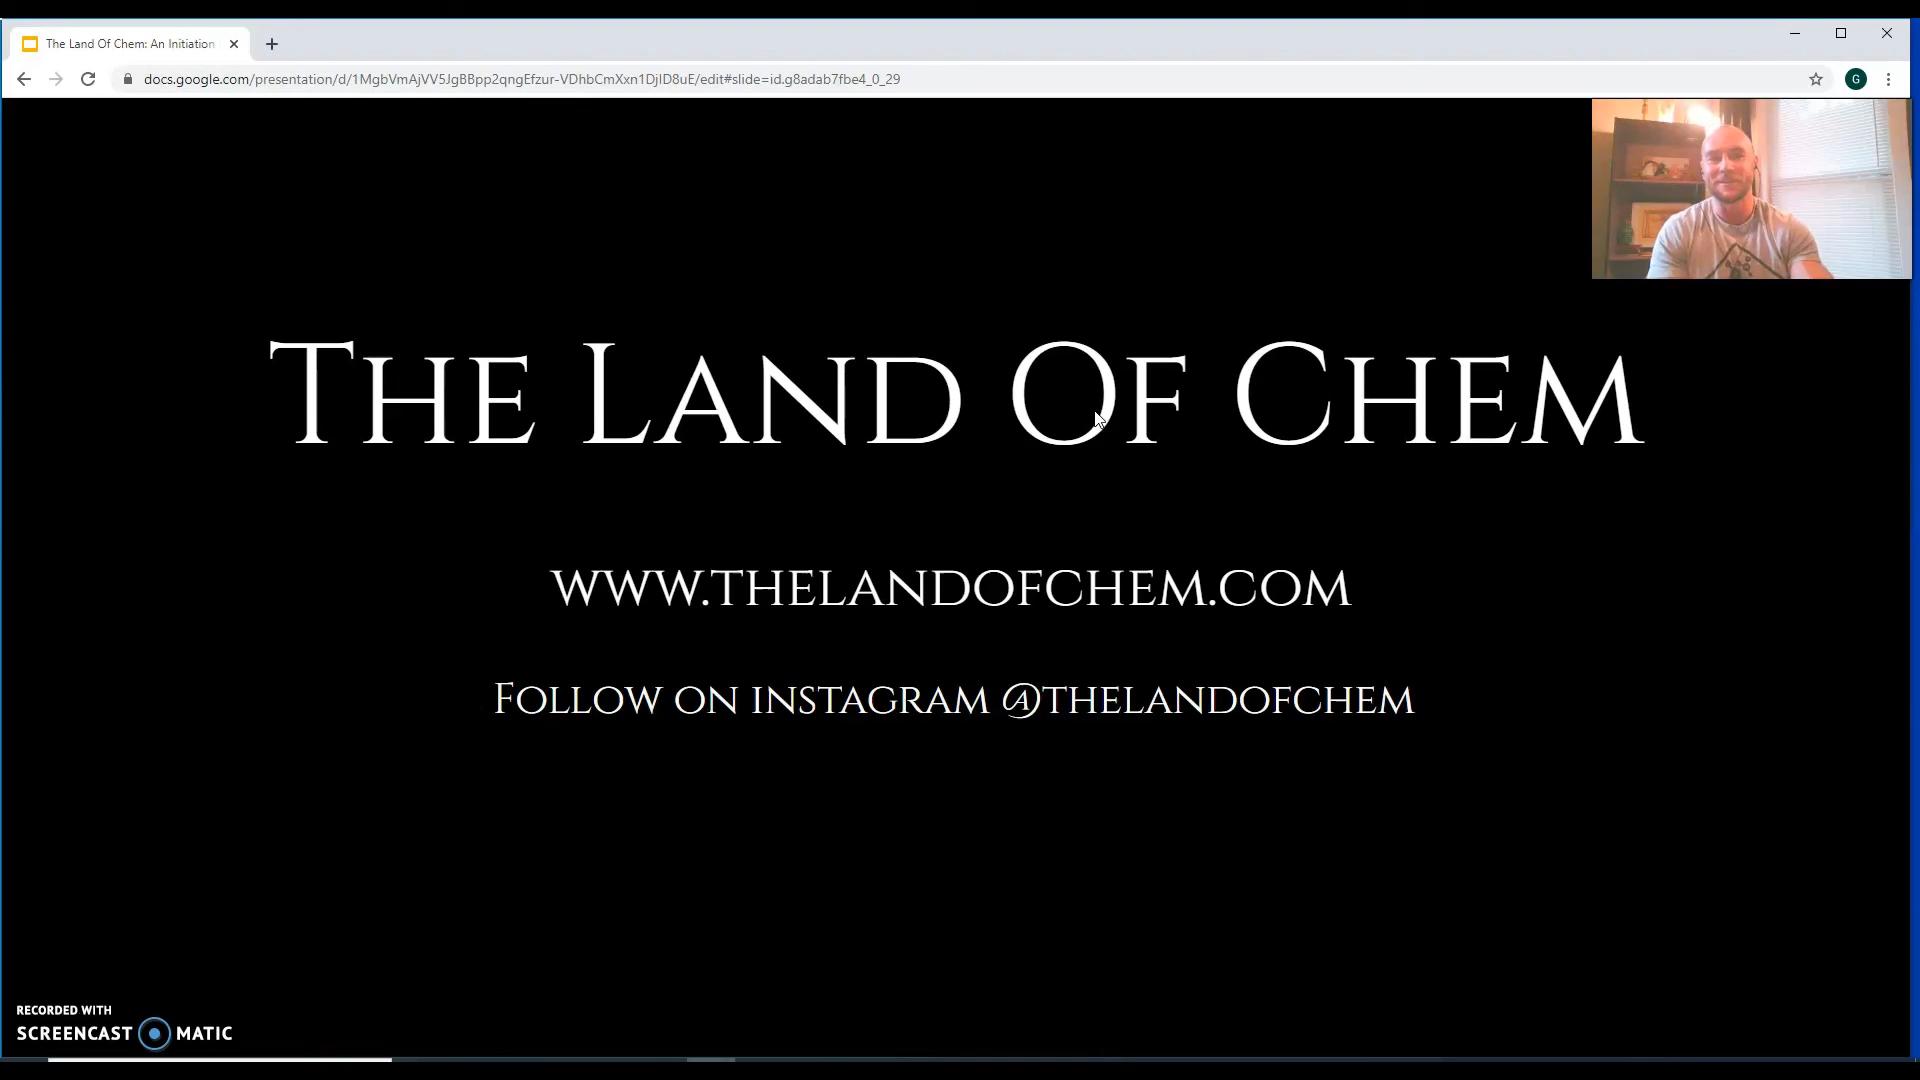 The Land Of Chem: An Initiation
docs.google.com/presentation/d/1MgbVmAjVV5JgBBpp2qngEfzur-VDhbCmXxn1DjlD8uE/edit#slide=id.g8adab7fbe4_0_29
G
The Land Of Chem
www.thelandofchem.com
Follow on instagram @thelandofchem
RECORDED WITH
SCREENCAST MATIC